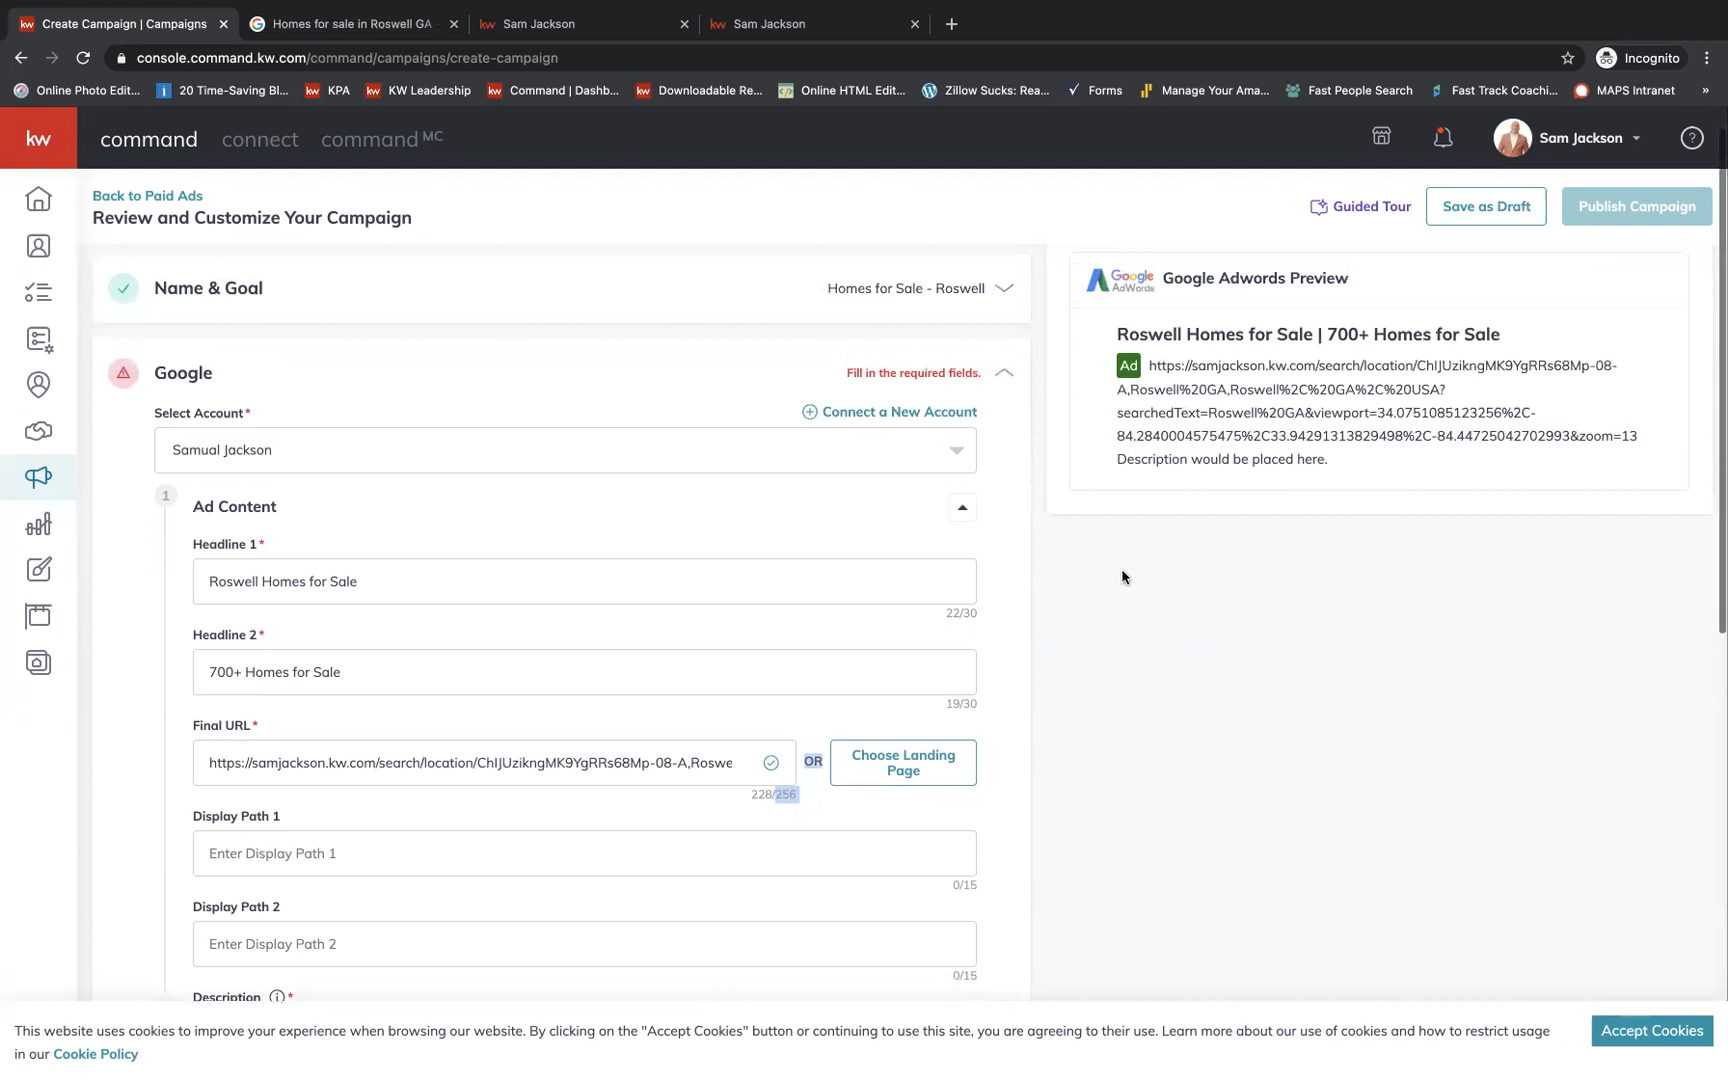 Create Campaign | Campaigns
Homes for sale in Roswell GA
kw Sam Jackson
kw Sam Jackson
console.command.kw.com/command/campaigns/create-campaign
Incognito
Online Photo Edit...
20 Time-Saving Bl...
kw KPA
kw KW Leadership
kw Command | Dashb...
kw Downloadable Re...
Online HTML Edit...
Zillow Sucks: Rea...
Forms
Manage Your Ama...
Fast People Search
Fast Track Coachi...
MAPS Intranet
»
kw
command
connect
command MC
Sam Jackson
?
Back to Paid Ads
Review and Customize Your Campaign
Guided Tour
Save as Draft
Publish Campaign
Name & Goal
Homes for Sale - Roswell
Google
Fill in the required fields.
Select Account*
Connect a New Account
Samual Jackson
1
Ad Content
Headline 1*
Roswell Homes for Sale
22/30
Headline 2*
700+ Homes for Sale
19/30
Final URL*
https://samjackson.kw.com/search/location/ChIJUzikngMK9YgRRs68Mp-08-A,Roswe
OR
Choose Landing
Page
228/256
Display Path 1
Enter Display Path 1
0/15
Display Path 2
Enter Display Path 2
0/15
Description *
Google
AdWords
Google Adwords Preview
Roswell Homes for Sale | 700+ Homes for Sale
Ad https://samjackson.kw.com/search/location/ChIJUzikngMK9YgRRs68Mp-08-
A,Roswell%20GA,Roswell%2C%20GA%2C%20USA?
searchedText=Roswell%20GA&viewport=34.0751085123256%2C-
84.2840004575475%2C33.94291313829498%2C-84.44725042702993&zoom=13
Description would be placed here.
This website uses cookies to improve your experience when browsing our website. By clicking on the "Accept Cookies" button or continuing to use this site, you are agreeing to their use. Learn more about our use of cookies and how to restrict usage
in our Cookie Policy
Accept Cookies